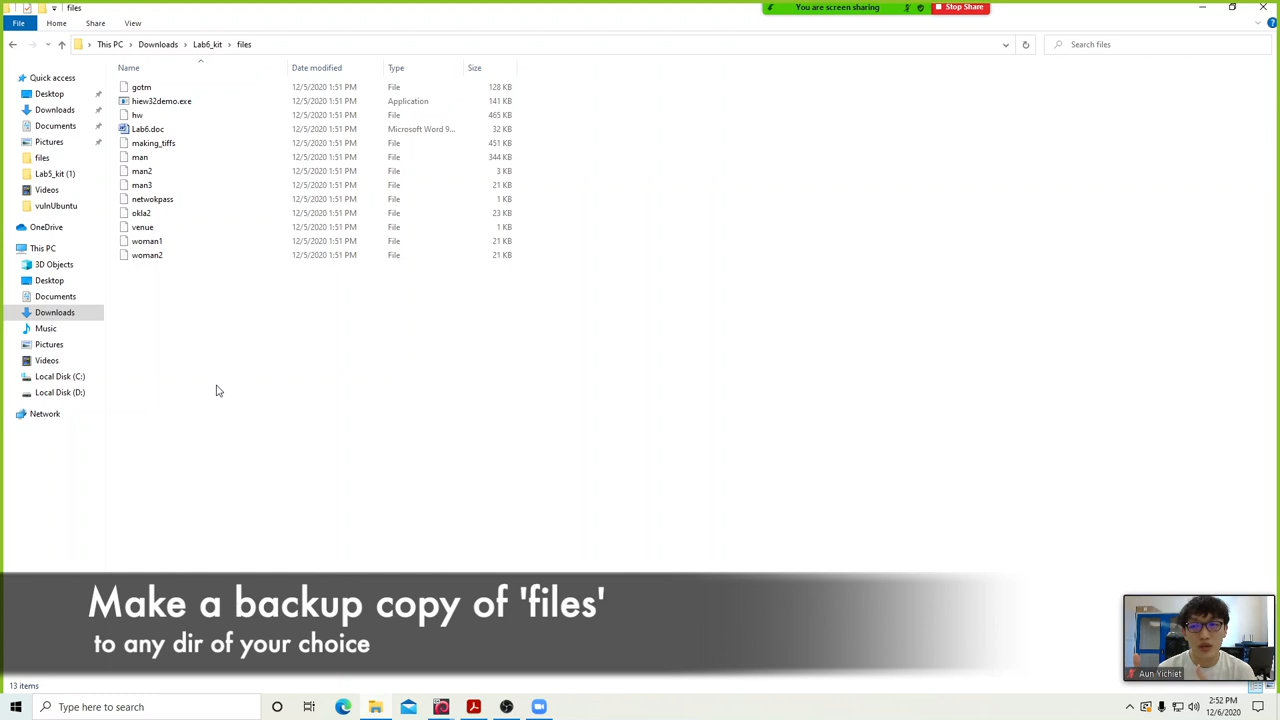 files
You are screen sharing
Stop Share
File
Home
Share
View
This PC
Downloads
Lab6_kit
files
Search files
Name
Date modified
Type
Size
Quick access
Desktop
Downloads
Documents
Pictures
files
Lab5_kit (1)
Videos
vulnUbuntu
OneDrive
This PC
3D Objects
Desktop
Documents
Downloads
Music
Pictures
Videos
Local Disk (C:)
Local Disk (D:)
Network
gotm 12/5/2020 1:51 PM File 128 KB
hiew32demo.exe 12/5/2020 1:51 PM Application 141 KB
hw 12/5/2020 1:51 PM File 465 KB
Lab6.doc 12/5/2020 1:51 PM Microsoft Word 9... 32 KB
making_tiffs 12/5/2020 1:51 PM File 451 KB
man 12/5/2020 1:51 PM File 344 KB
man2 12/5/2020 1:51 PM File 3 KB
man3 12/5/2020 1:51 PM File 21 KB
netwokpass 12/5/2020 1:51 PM File 1 KB
okla2 12/5/2020 1:51 PM File 23 KB
venue 12/5/2020 1:51 PM File 1 KB
woman1 12/5/2020 1:51 PM File 21 KB
woman2 12/5/2020 1:51 PM File 21 KB
Make a backup copy of 'files'
to any dir of your choice
Aun Yichiet
13 items
Type here to search
2:52 PM
12/6/2020